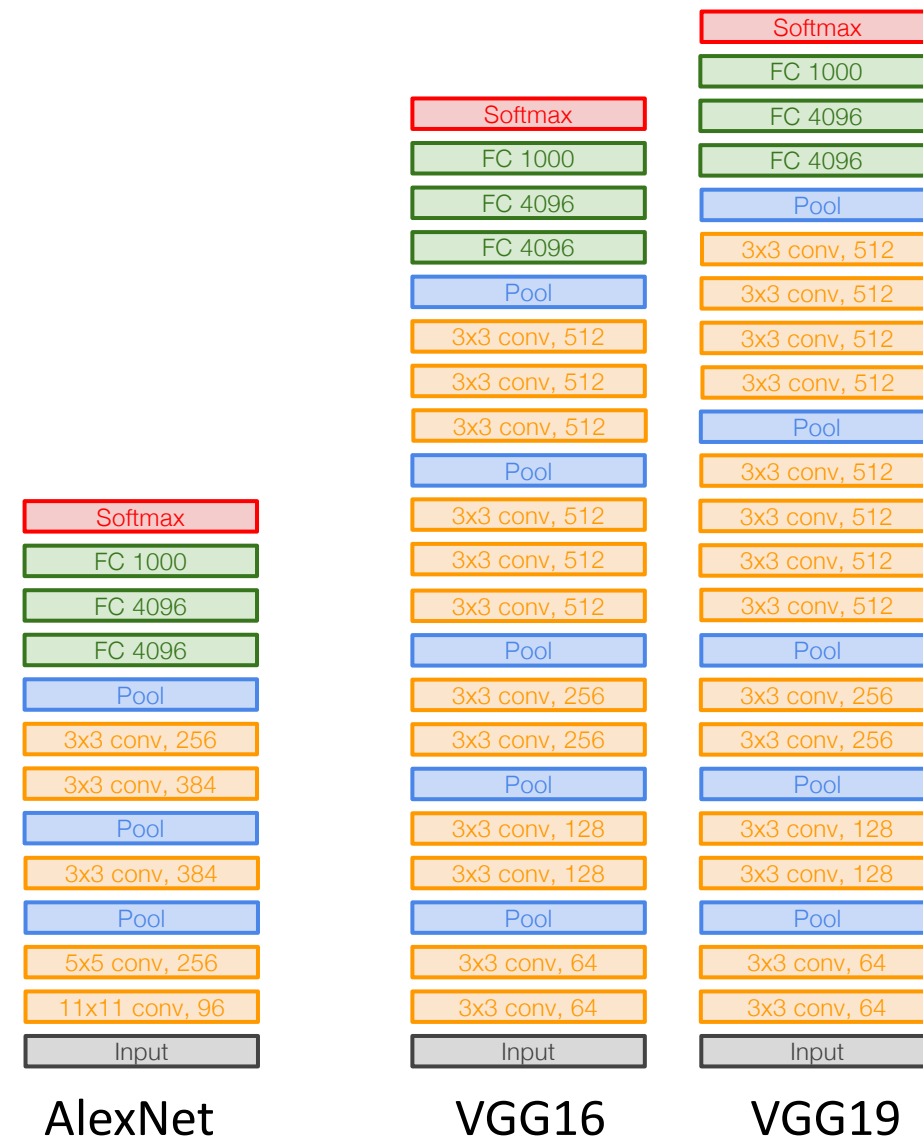 Softmax
FC 1000
FC 4096
FC 4096
Pool
3x3 conv, 256
3x3 conv, 384
Pool
3x3 conv, 384
Pool
5x5 conv, 256
11x11 conv, 96
Input
AlexNet
Softmax
FC 1000
FC 4096
FC 4096
Pool
3x3 conv, 512
3x3 conv, 512
3x3 conv, 512
Pool
3x3 conv, 512
3x3 conv, 512
3x3 conv, 512
Pool
3x3 conv, 256
3x3 conv, 256
Pool
3x3 conv, 128
3x3 conv, 128
Pool
3x3 conv, 64
3x3 conv, 64
Input
VGG16
Softmax
FC 1000
FC 4096
FC 4096
Pool
3x3 conv, 512
3x3 conv, 512
3x3 conv, 512
3x3 conv, 512
Pool
3x3 conv, 512
3x3 conv, 512
3x3 conv, 512
3x3 conv, 512
Pool
3x3 conv, 256
3x3 conv, 256
Pool
3x3 conv, 128
3x3 conv, 128
Pool
3x3 conv, 64
3x3 conv, 64
Input
VGG19